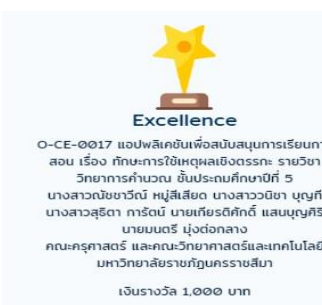 Excellence
O-CE-0017 แอปพลิเคชันเพื่อสนับสนุนการเรียนกา
สอน เรื่อง ทักษะการใช้เหตุผลเชิงตรรกะ รายวิชา
วิทยาการคำนวณ ชั้นประถมศึกษาปีที่ 5
นางสาวณัชชาวีณ์ หมู่สีเสียด นางสาววนิชา บุญที
นางสาวสุธิดา การัตน์ นายเกียรติศักดิ์ แสนบุญศิริ
นายมนตรี มุ่งต่อกลาง
คณะครุศาสตร์ และคณะวิทยาศาสตร์และเทคโนโลยี
มหาวิทยาลัยราชภัฏนครราชสีมา
เงินรางวัล 1,000 บาท